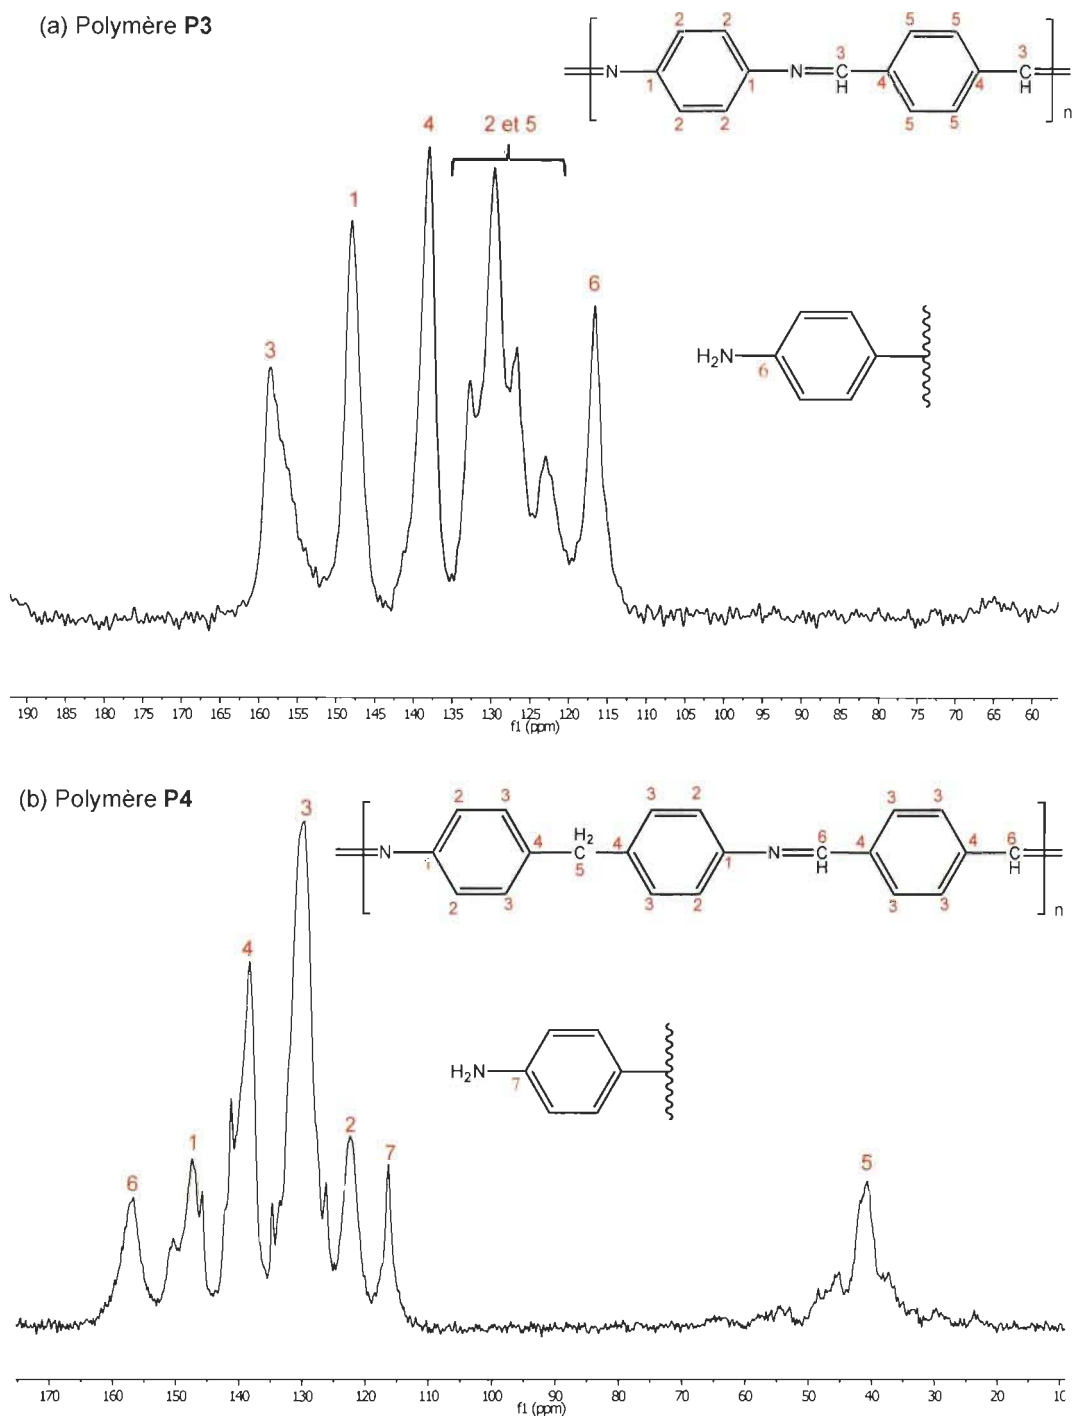 (a) Polymère P3
2 2 5 5
N 1 1 N 3 C H 4 4 3 C H n
2 2 5 5
4 2 et 5
1
6
3
H2N 6
190 185 180 175 170 165 160 155 150 145 140 135 130 125 120 115 110 105 100 95 90 85 80 75 70 65 60
f1 (ppm)
(b) Polymère P4
3
2 3 3 2 3 3
N 1 4 H2 C 5 4 1 N 6 C H 4 4 6 C H n
2 3 3 2 3 3
4
H2N 7
1 2 7
6 5
170 160 150 140 130 120 110 100 90 80 70 60 50 40 30 20 10
f1 (ppm)